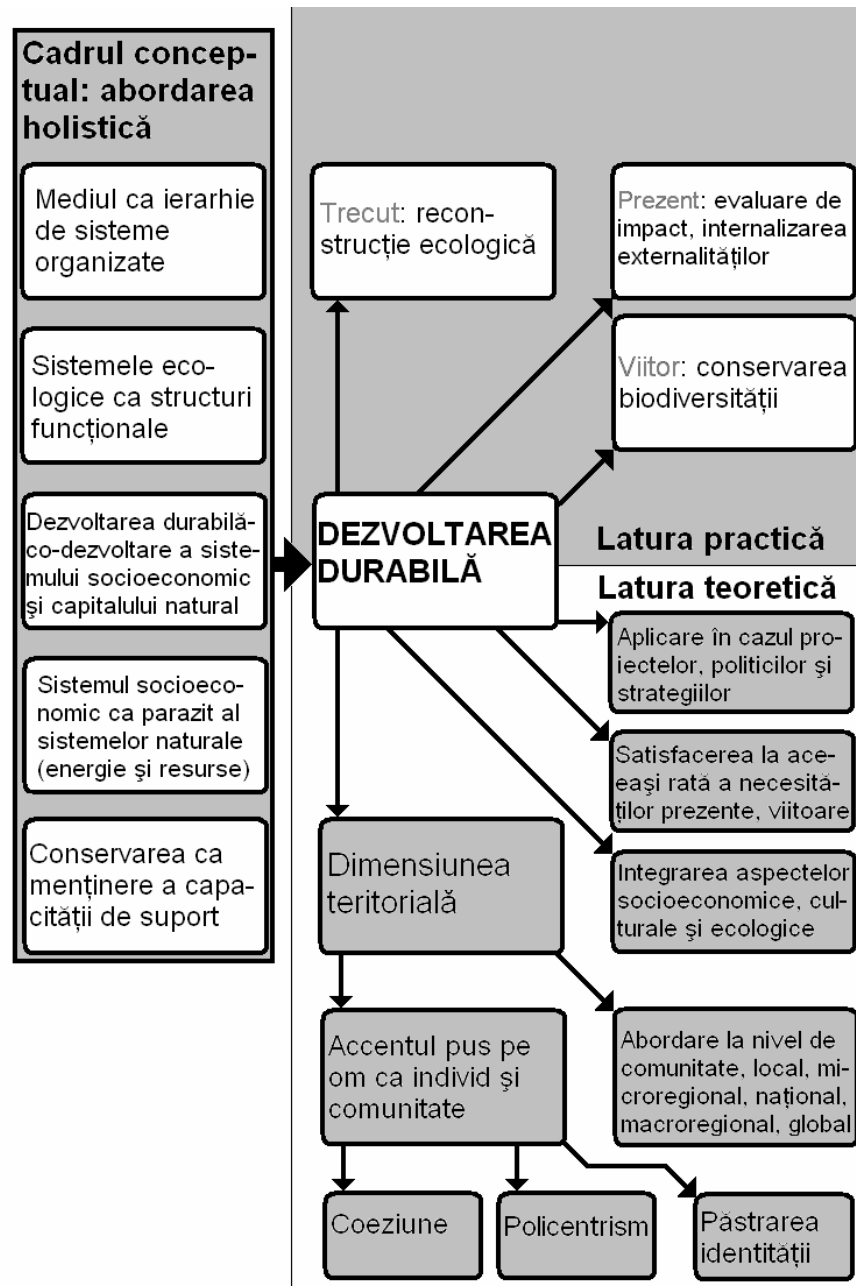 Cadrul concep-
tual: abordarea
holistică
Mediul ca ierarhie
de sisteme
organizate
Sistemele eco-
logice ca structuri
funcționale
Dezvoltarea durabilă-
co-dezvoltare a siste-
mului socioeconomic
şi capitalului natural
Sistemul socioeco-
nomic ca parazit al
sistemelor naturale
(energie şi resurse)
Conservarea ca
menținere a capa-
cității de suport
Trecut: recon-
strucție ecologică
Prezent: evaluare de
impact, internalizarea
externalităților
Viitor: conservarea
biodiversității
DEZVOLTAREA
DURABILĂ
Latura practică
Latura teoretică
Aplicare în cazul pro-
iectelor, politicilor şi
strategiilor
Satisfacerea la ace-
eaşi rată a necesită-
ților prezente, viitoare
Integrarea aspectelor
socioeconomice, cul-
turale şi ecologice
Dimensiunea
teritorială
Accentul pus pe
om ca individ şi
comunitate
Abordare la nivel de
comunitate, local, mi-
croregional, național,
macroregional, global
Coeziune
Policentrism
Păstrarea
identității